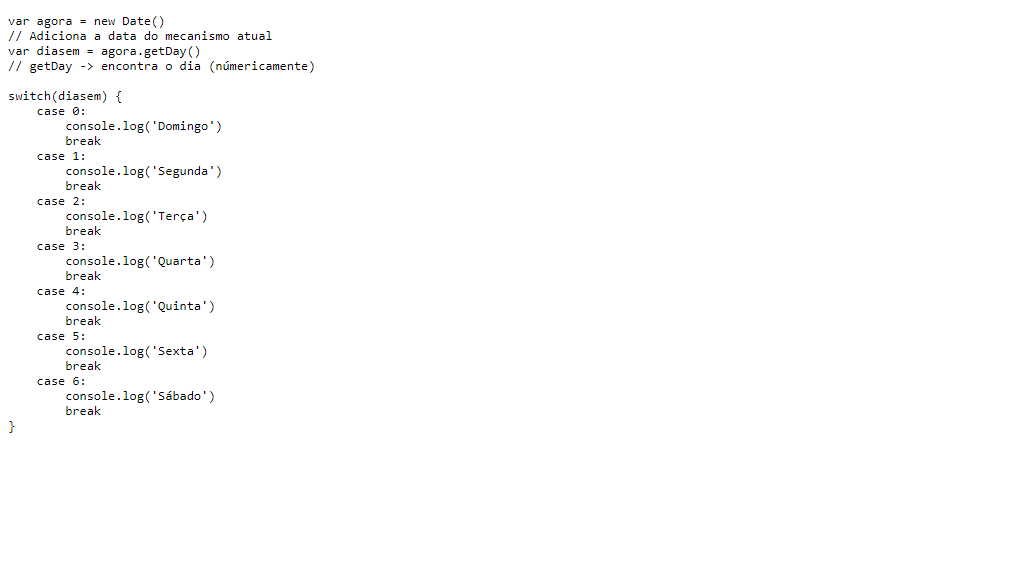 var agora = new Date()
// Adiciona a data do mecanismo atual
var diasem = agora.getDay()
// getDay -> encontra o dia (númericamente)

switch(diasem) {
    case 0:
        console.log('Domingo')
        break
    case 1:
        console.log('Segunda')
        break
    case 2:
        console.log('Terça')
        break
    case 3:
        console.log('Quarta')
        break
    case 4:
        console.log('Quinta')
        break
    case 5:
        console.log('Sexta')
        break
    case 6:
        console.log('Sábado')
        break
}